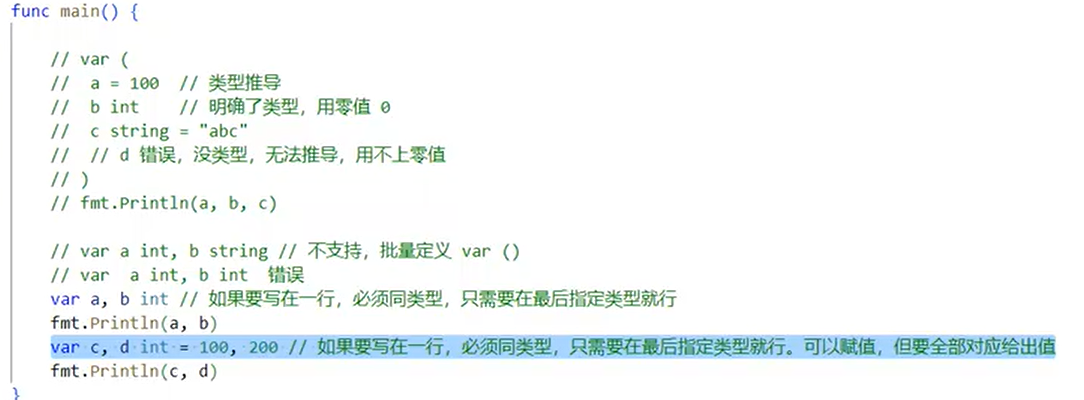 func main() {
// var (
// a = 100 // 类型推导
// b int // 明确了类型，用零值 0
// c string = "abc"
// // d 错误，没类型，无法推导，用不上零值
// )
// fmt.Println(a, b, c)
// var a int, b string // 不支持，批量定义 var ()
// var a int, b int 错误
var a, b int // 如果要写在一行，必须同类型，只需要在最后指定类型就行
fmt.Println(a, b)
var c, d int = 100, 200 // 如果要写在一行，必须同类型，只需要在最后指定类型就行。可以赋值，但要全部对应给出值
fmt.Println(c, d)
}